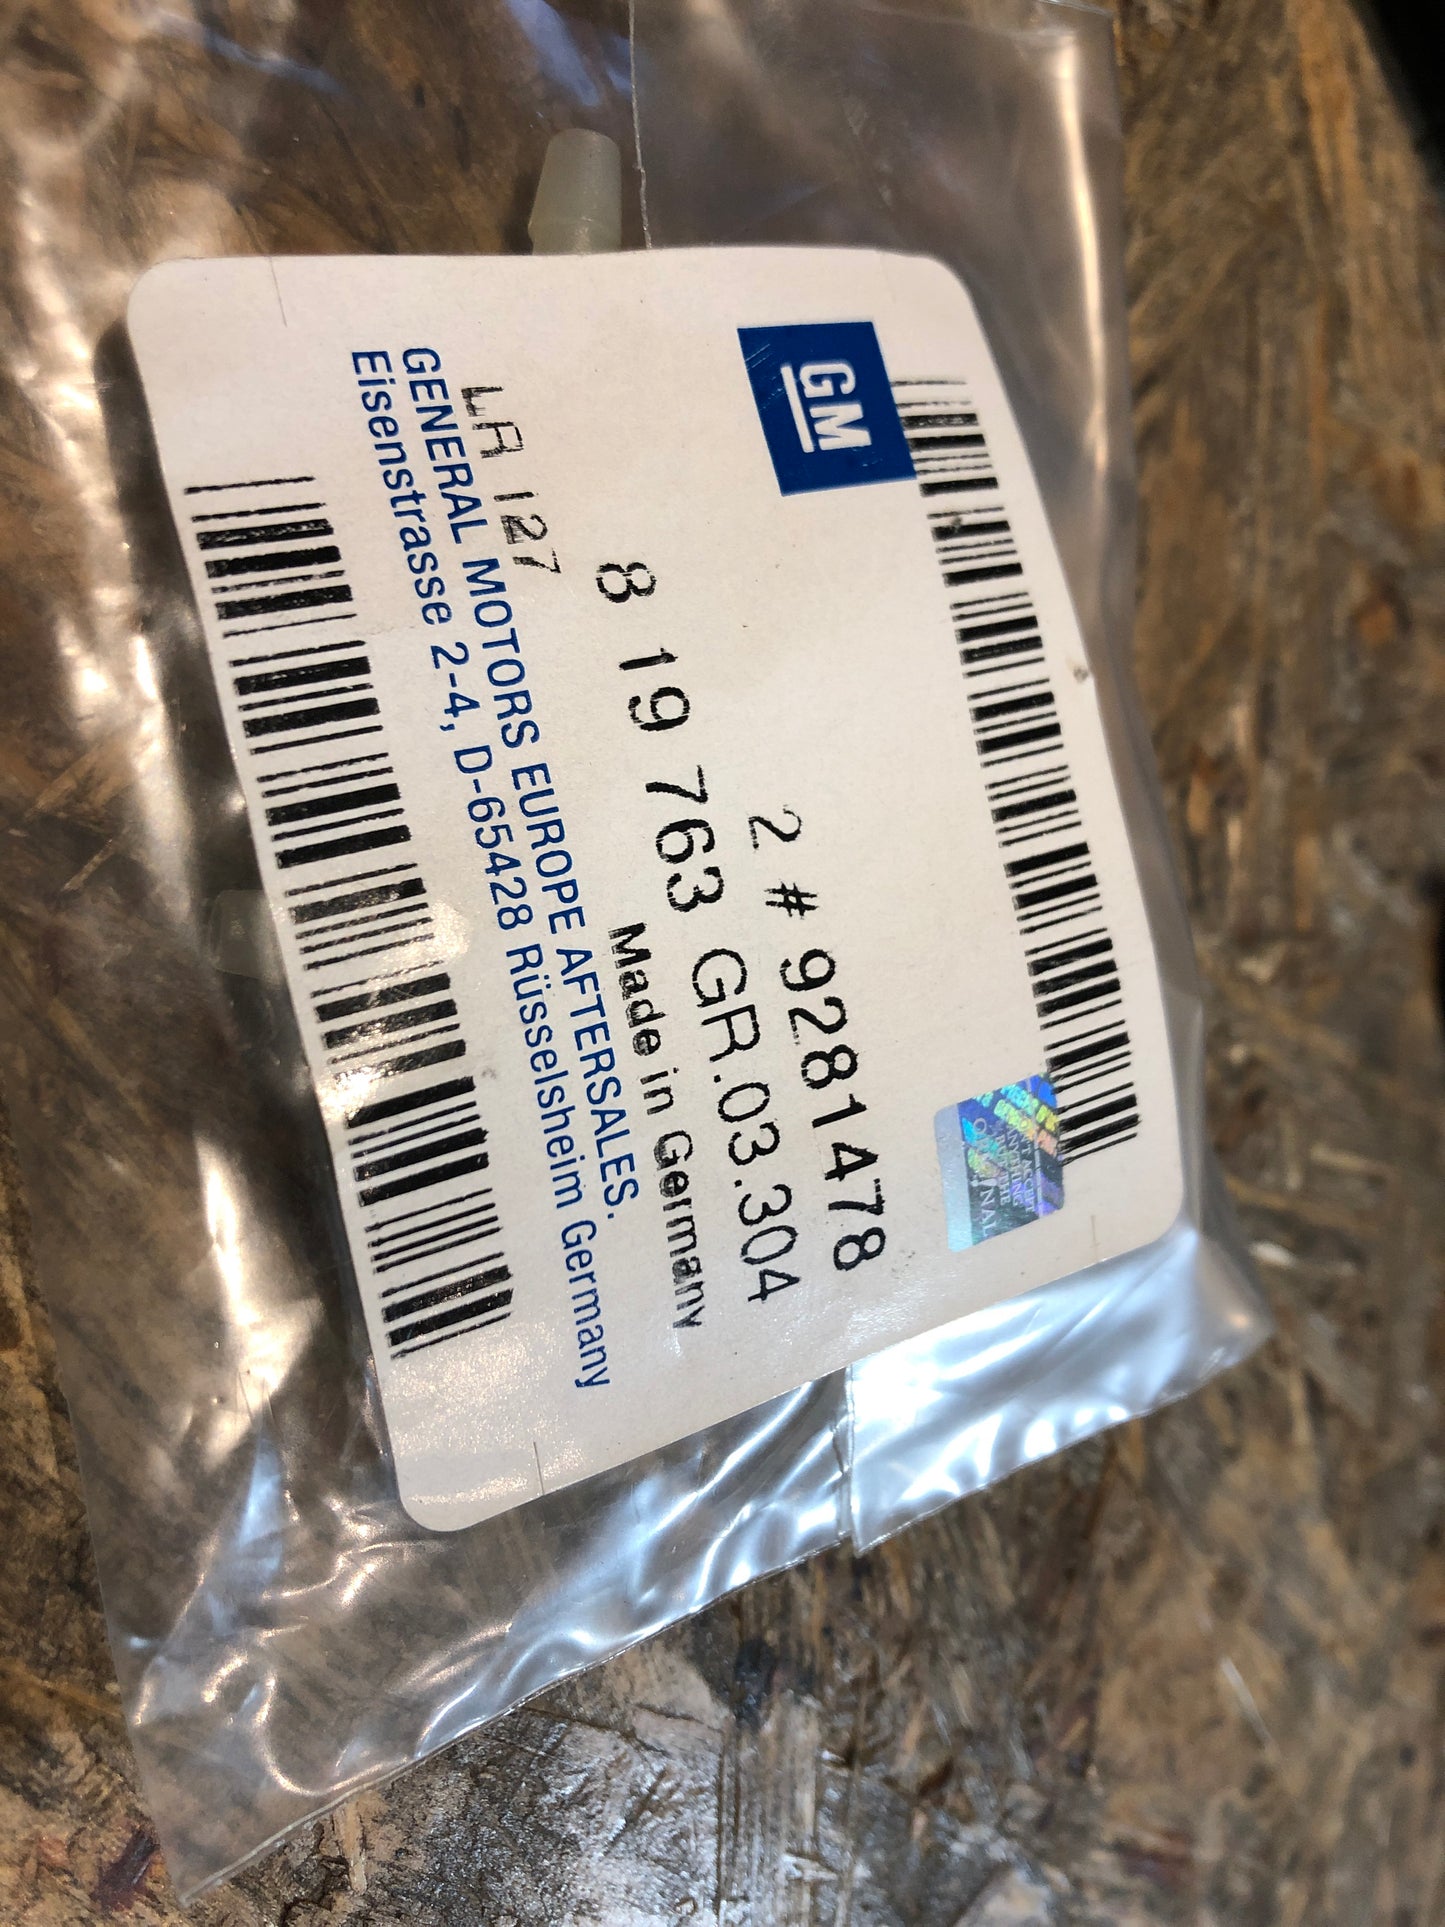 GM
2 # 9281478
8 19 763 GR.03.304
Made in Germany
LR 127
GENERAL MOTORS EUROPE AFTERSALES.
Eisenstrasse 2-4, D-65428 Rüsselsheim Germany